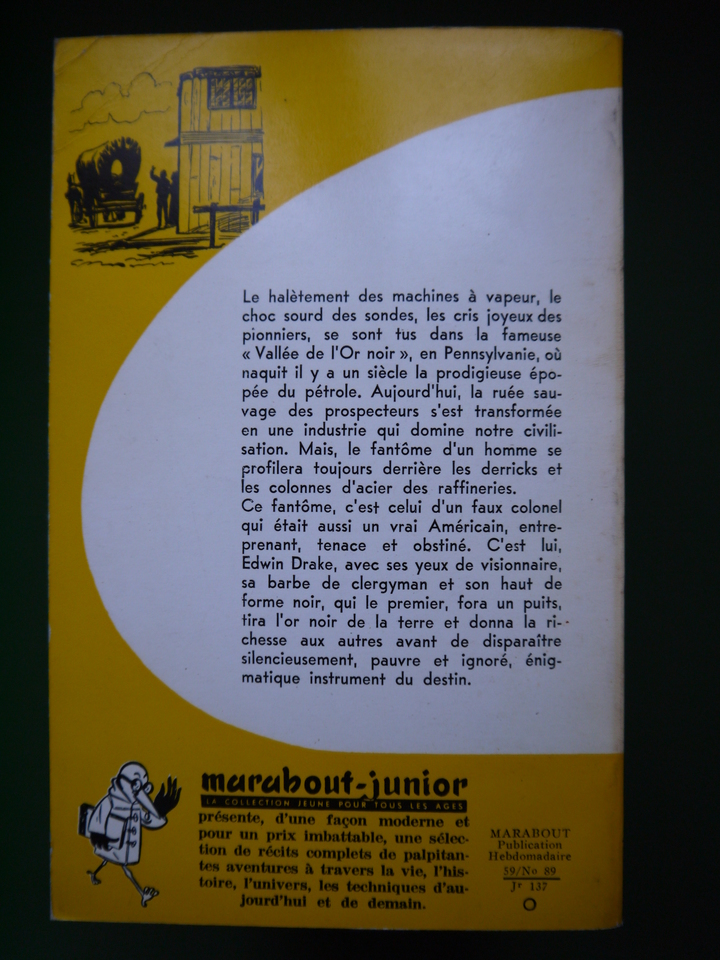 Le halètement des machines à vapeur, le
choc sourd des sondes, les cris joyeux des
pionniers, se sont tus dans la fameuse
« Vallée de l'Or noir », en Pennsylvanie, où
naquit il y a un siècle la prodigieuse épo-
pée du pétrole. Aujourd'hui, la ruée sau-
vage des prospecteurs s'est transformée
en une industrie qui domine notre civili-
sation. Mais, le fantôme d'un homme se
profilera toujours derrière les derricks et
les colonnes d'acier des raffineries.
Ce fantôme, c'est celui d'un faux colonel
qui était aussi un vrai Américain, entre-
prenant, tenace et obstiné. C'est lui,
Edwin Drake, avec ses yeux de visionnaire,
sa barbe de clergyman et son haut de
forme noir, qui le premier, fora un puits,
tira l'or noir de la terre et donna la ri-
chesse aux autres avant de disparaître
silencieusement, pauvre et ignoré, énig-
matique instrument du destin.
marabout-junior
LA COLLECTION JEUNE POUR TOUS LES AGES
présente, d'une façon moderne et
pour un prix imbattable, une sélec-
tion de récits complets de palpitan-
tes aventures à travers la vie, l'his-
toire, l'univers, les techniques d'au-
jourd'hui et de demain.
MARABOUT
Publication
Hebdomadaire
59/No 89
Jr 137